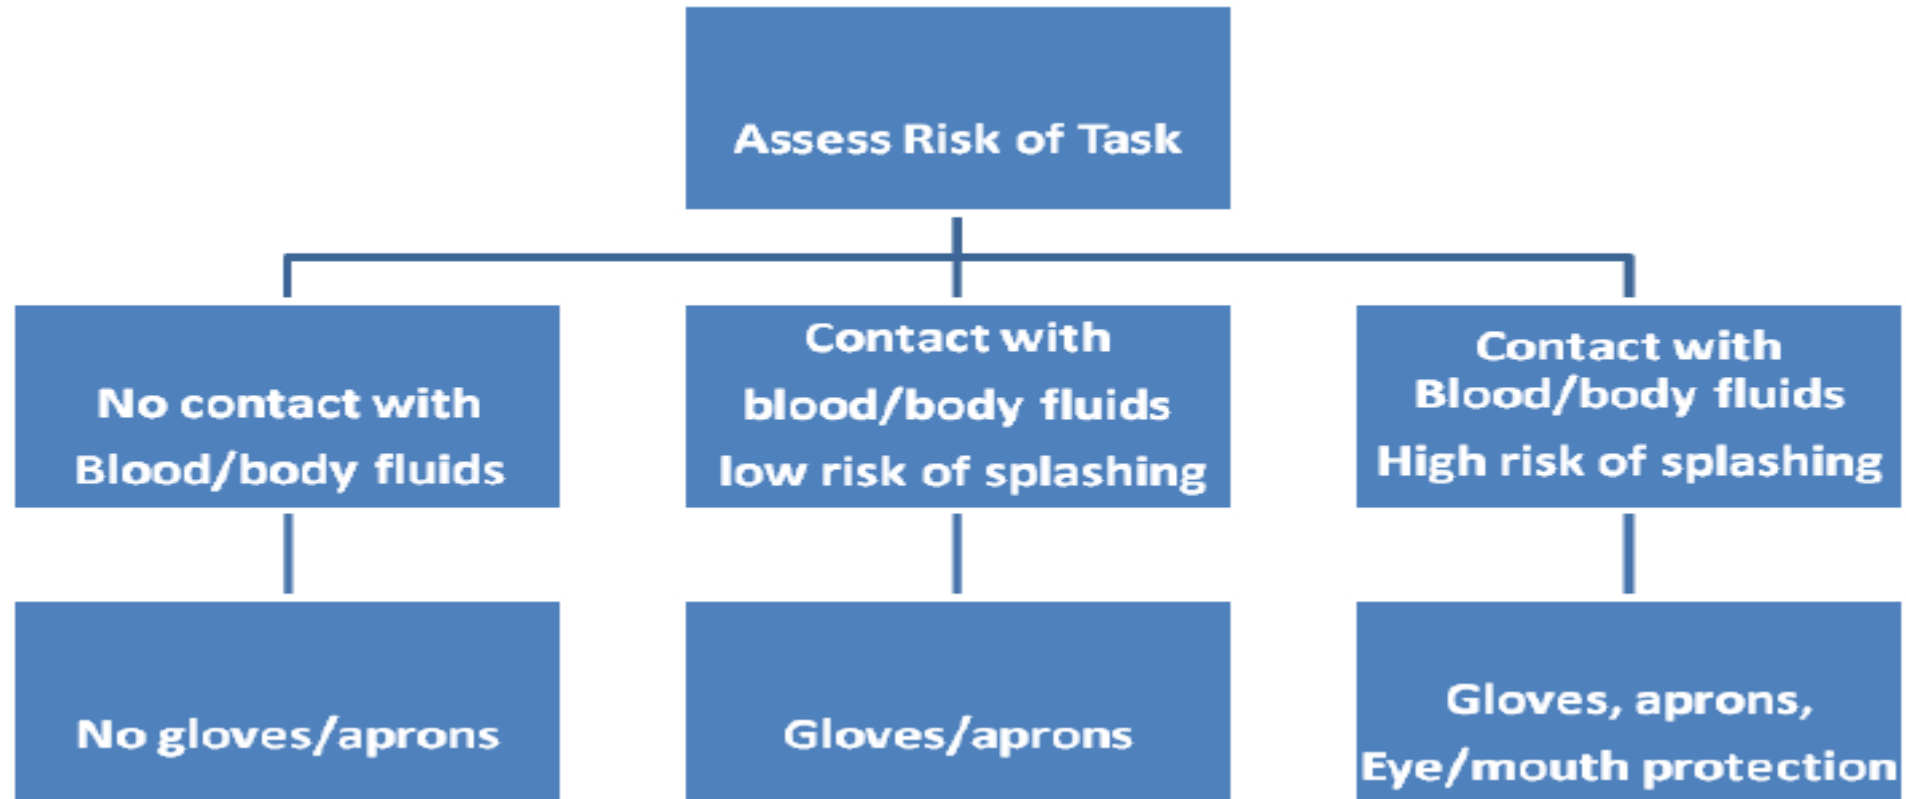 Assess Risk of Task
No contact with
Blood/body fluids
Contact with
blood/body fluids
low risk of splashing
Contact with
Blood/body fluids
High risk of splashing
No gloves/aprons
Gloves/aprons
Gloves, aprons,
Eye/mouth protection